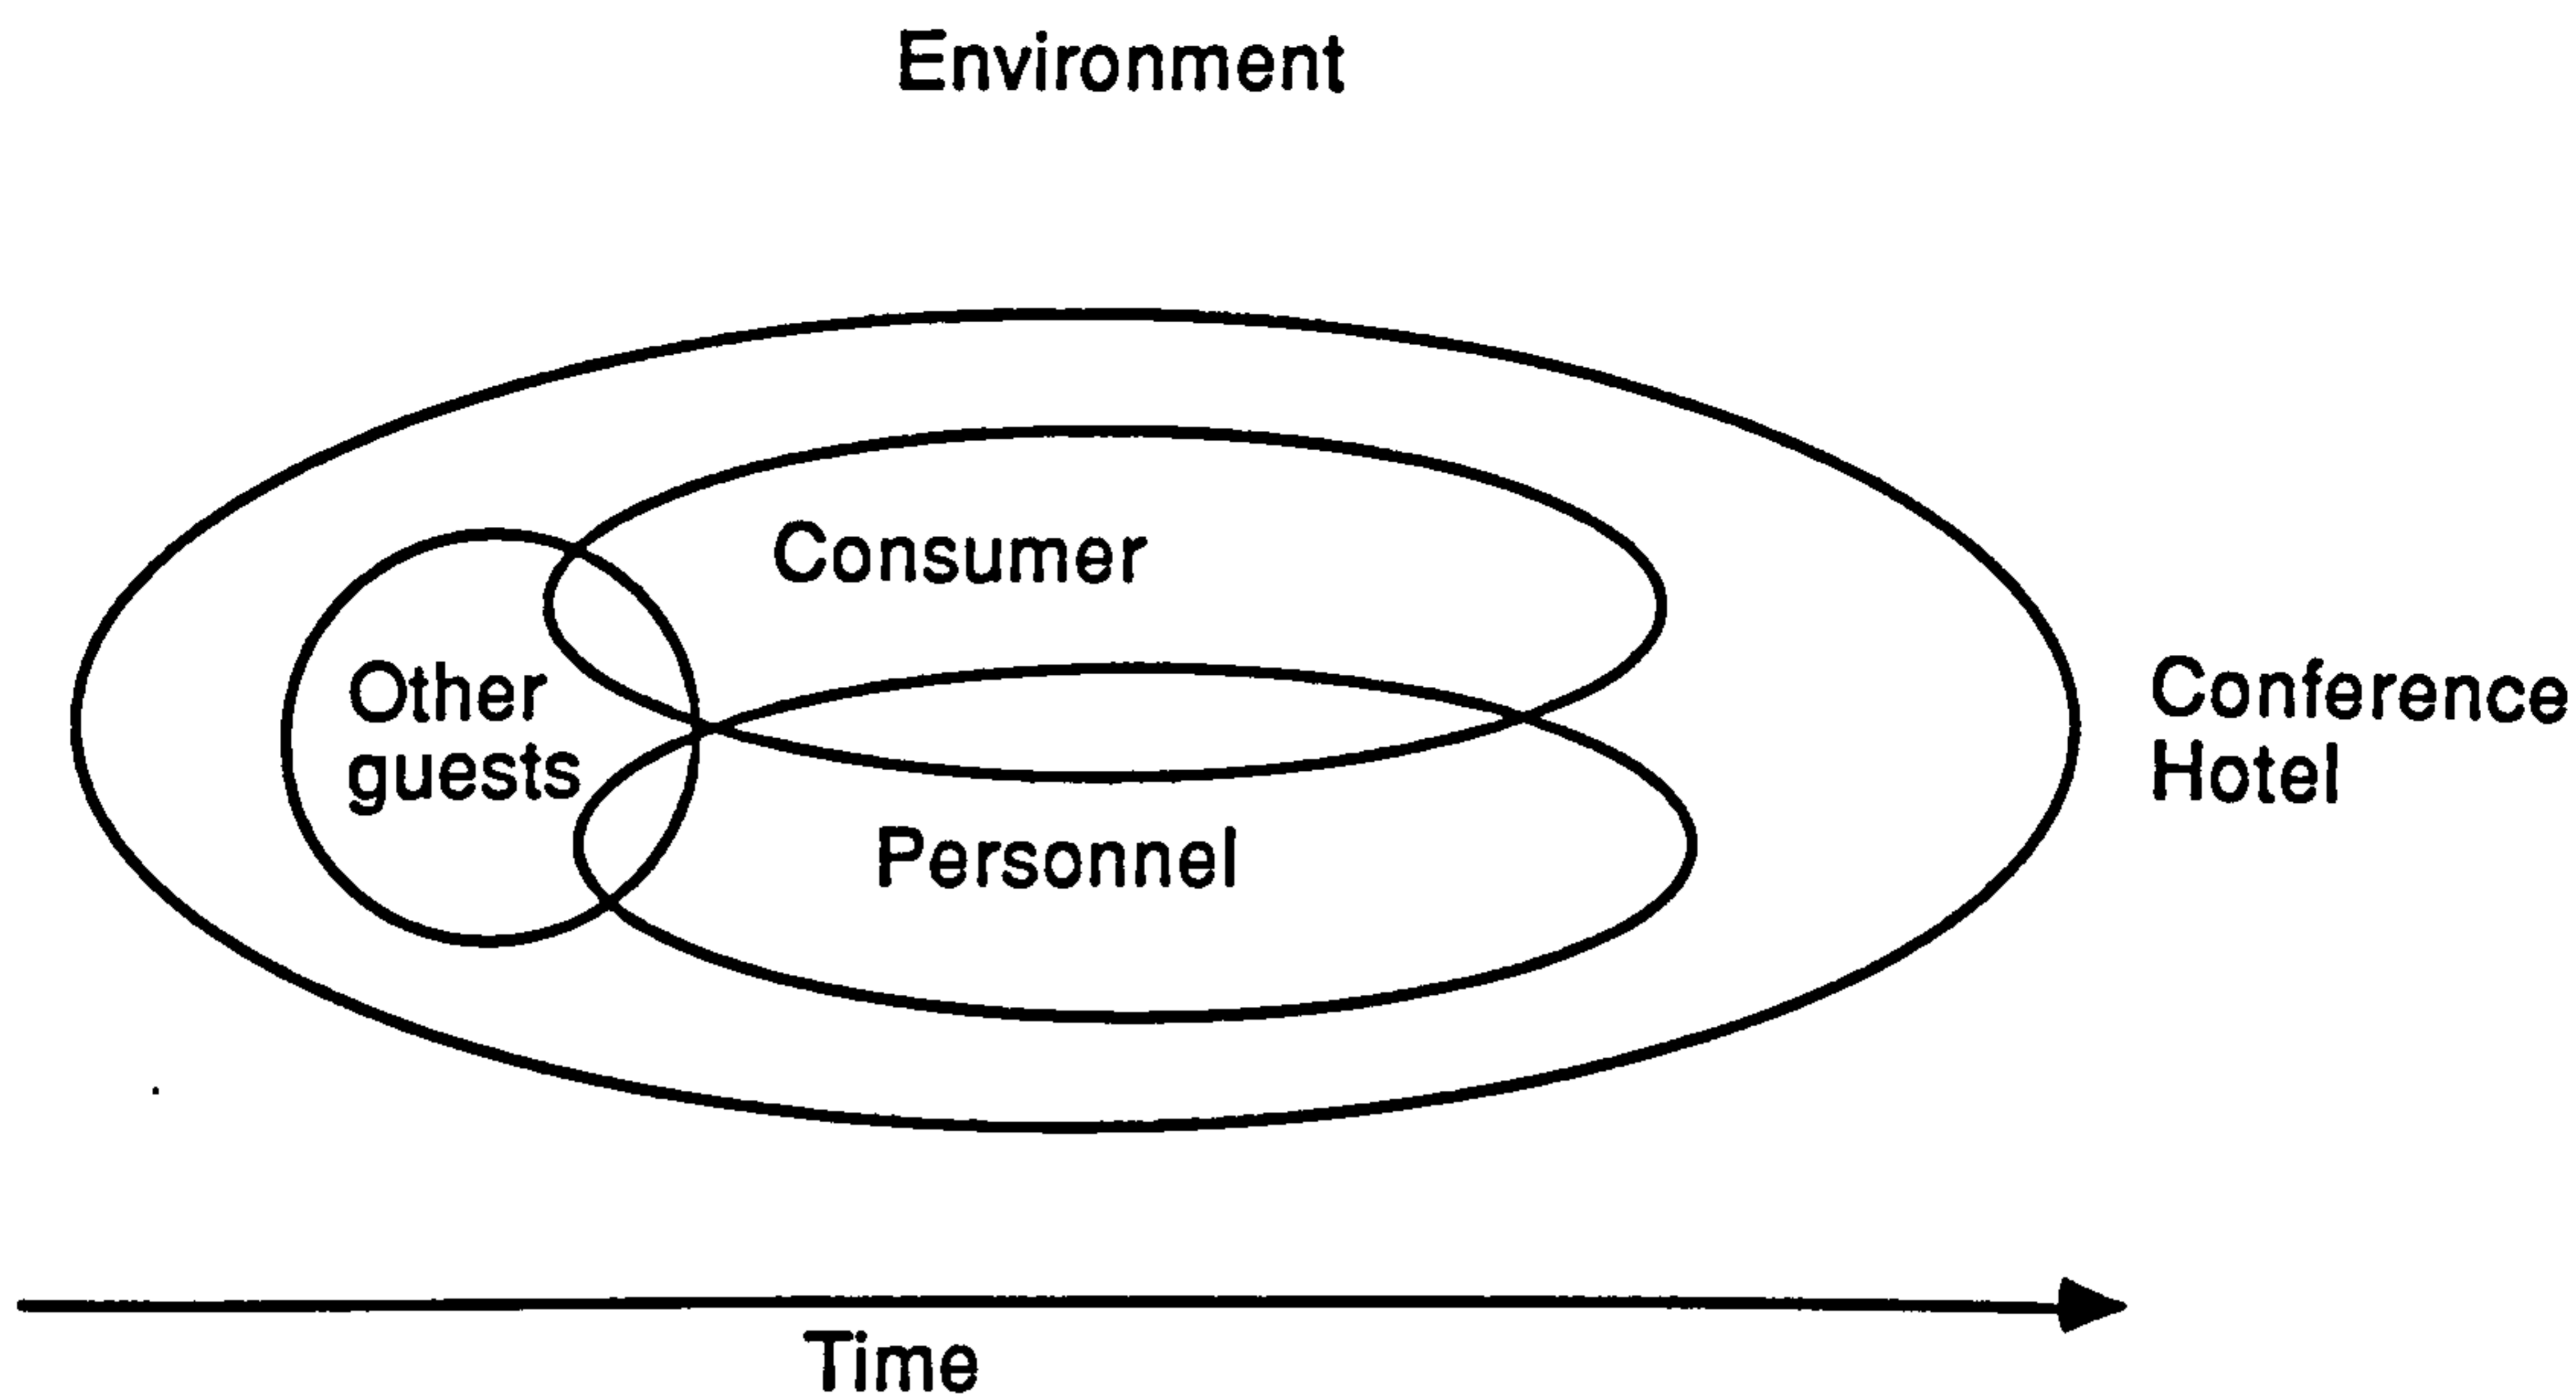 Environment
Consumer
Other
guests
Personnel
Conference
Hotel
Time